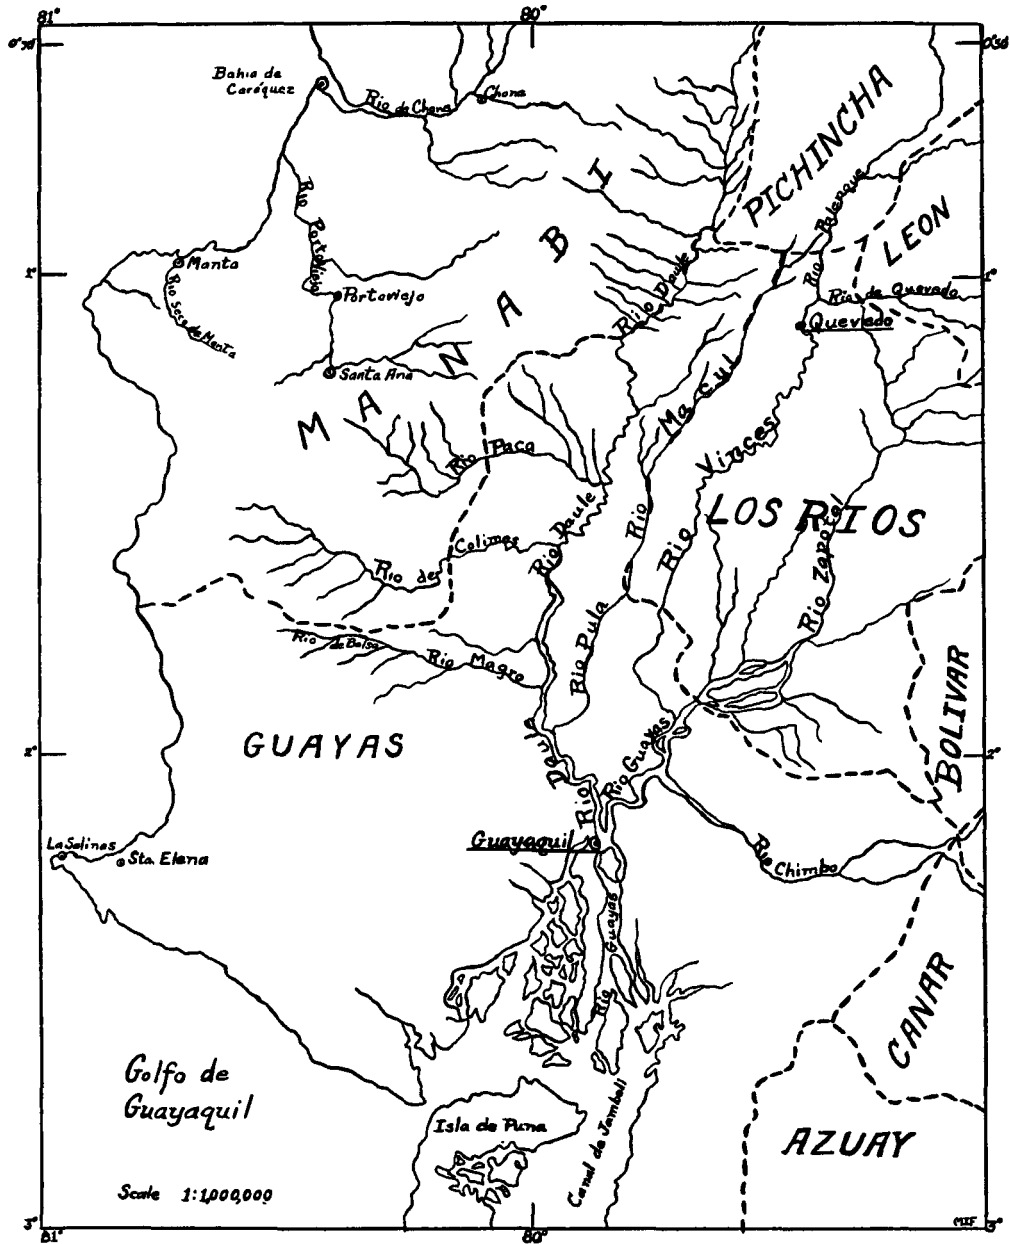 81°
80°
0°30'
0°30'
Bahia de
Caráquez
Rio de Chone
Chone
PICHINCHA
MANABI
Rio Palenque
LEON
Rio Portoviejo
1°
Manta
1°
Rio Seco de Manta
Portoviejo
Rio Daule
Rio
Rio de Quevedo
Quevedo
Santa Ana
Rio Macul
Rio Vinces
Rio Paca
LOS RIOS
Rio Daule
Colimes
Rio des
Rio Zapotal
Rio de Balsa
Rio Magro
Rio Pula
BOLIVAR
GUAYAS
2°
2°
Rio Daule
Rio Guayas
Guayaquil
La Salinas
Sta. Elena
Rio Chimbo
Rio Guayas
CANAR
Golfo de
Guayaquil
Isla de Puna
Canal de Jambeli
AZUAY
Scale 1:1,000,000
MIF
3°
3°
81°
80°